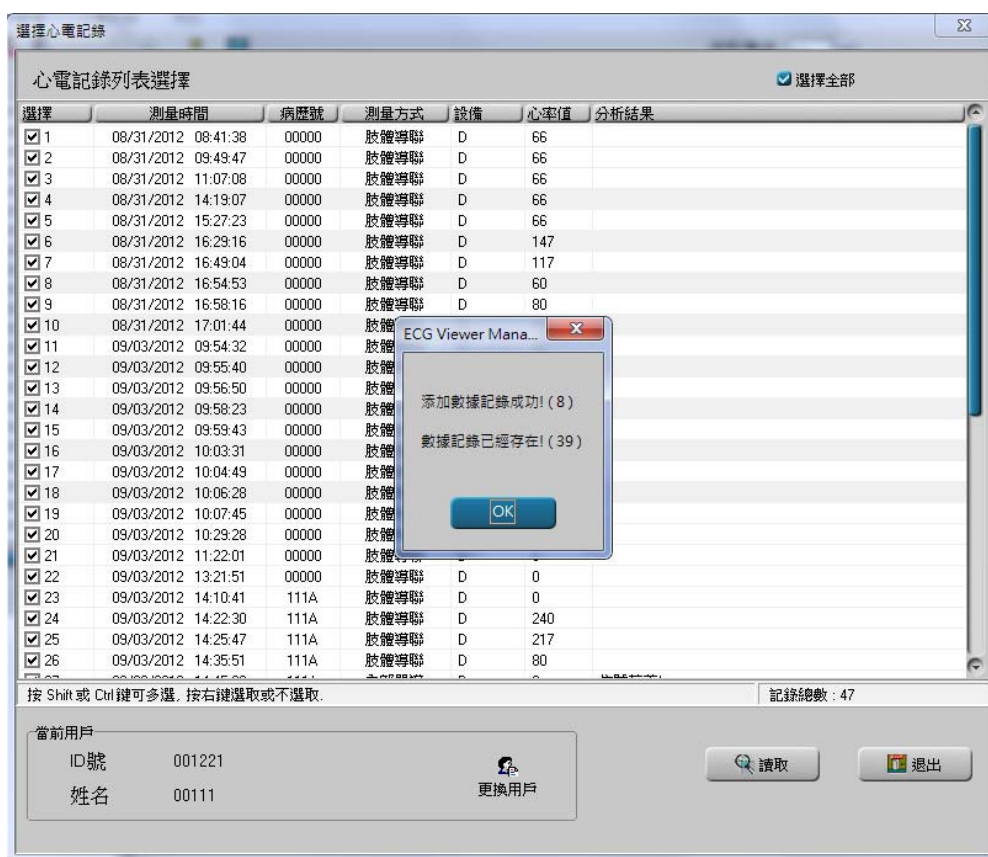 選擇心電記錄
心電記錄列表選擇
選擇全部
選擇 測量時間 病歷號 測量方式 設備 心率值 分析結果
1 08/31/2012 08:41:38 00000 肢體導聯 D 66
2 08/31/2012 09:49:47 00000 肢體導聯 D 66
3 08/31/2012 11:07:08 00000 肢體導聯 D 66
4 08/31/2012 14:19:07 00000 肢體導聯 D 66
5 08/31/2012 15:27:23 00000 肢體導聯 D 66
6 08/31/2012 16:29:16 00000 肢體導聯 D 147
7 08/31/2012 16:49:04 00000 肢體導聯 D 117
8 08/31/2012 16:54:53 00000 肢體導聯 D 60
9 08/31/2012 16:58:16 00000 肢體導聯 D 80
10 08/31/2012 17:01:44 00000 肢體
11 09/03/2012 09:54:32 00000 肢體
12 09/03/2012 09:55:40 00000 肢體
13 09/03/2012 09:56:50 00000 肢體
14 09/03/2012 09:58:23 00000 肢體
15 09/03/2012 09:59:43 00000 肢體
16 09/03/2012 10:03:31 00000 肢體
17 09/03/2012 10:04:49 00000 肢體
18 09/03/2012 10:06:28 00000 肢體
19 09/03/2012 10:07:45 00000 肢體
20 09/03/2012 10:29:28 00000 肢體
21 09/03/2012 11:22:01 00000 肢體
22 09/03/2012 13:21:51 00000 肢體導聯 D 0
23 09/03/2012 14:10:41 111A 肢體導聯 D 0
24 09/03/2012 14:22:30 111A 肢體導聯 D 240
25 09/03/2012 14:25:47 111A 肢體導聯 D 217
26 09/03/2012 14:35:51 111A 肢體導聯 D 80
ECG Viewer Mana...
添加數據記錄成功! ( 8 )
數據記錄已經存在! ( 39 )
OK
按 Shift 或 Ctrl 鍵可多選, 按右鍵選取或不選取.
記錄總數 : 47
當前用戶
ID號 001221
姓名 00111
更換用戶
讀取
退出